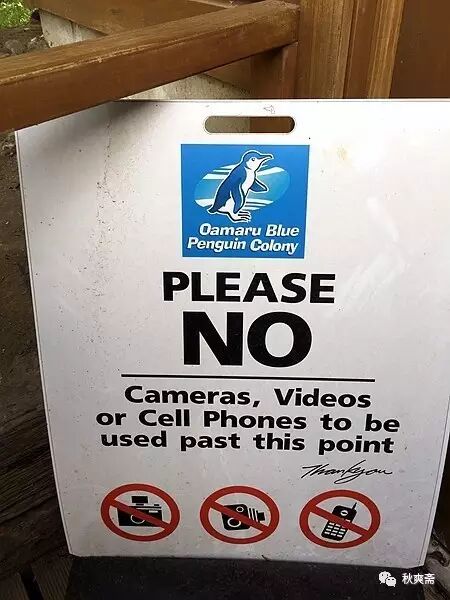 Oamaru Blue
Penguin Colony
PLEASE
NO
Cameras, Videos
or Cell Phones to be
used past this point
Thankyou
秋爽斋